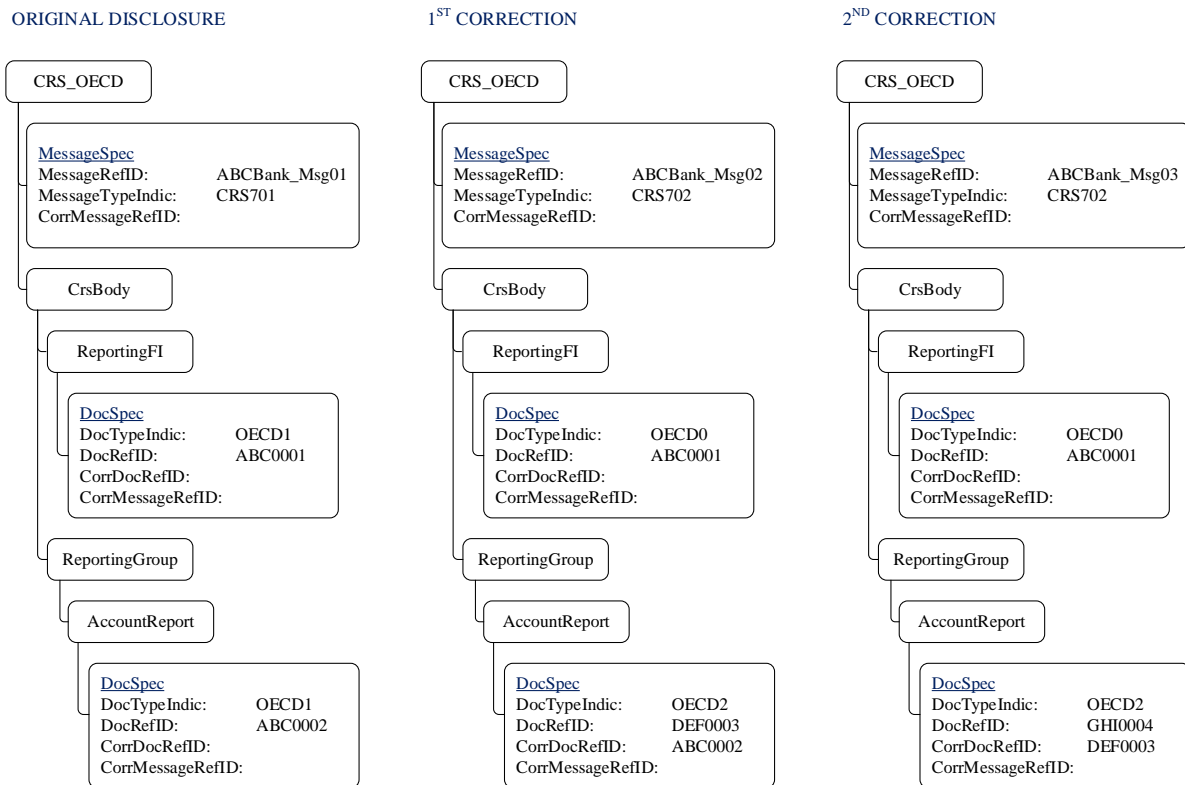 ORIGINAL DISCLOSURE
CRS_OECD
MessageSpec
MessageRefID: ABCBank_Msg01
MessageTypeIndic: CRS701
CorrMessageRefID:
CrsBody
ReportingFI
DocSpec
DocTypeIndic: OECD1
DocRefID: ABC0001
CorrDocRefID:
CorrMessageRefID:
ReportingGroup
AccountReport
DocSpec
DocTypeIndic: OECD1
DocRefID: ABC0002
CorrDocRefID:
CorrMessageRefID:
1ST CORRECTION
CRS_OECD
MessageSpec
MessageRefID: ABCBank_Msg02
MessageTypeIndic: CRS702
CorrMessageRefID:
CrsBody
ReportingFI
DocSpec
DocTypeIndic: OECD0
DocRefID: ABC0001
CorrDocRefID:
CorrMessageRefID:
ReportingGroup
AccountReport
DocSpec
DocTypeIndic: OECD2
DocRefID: DEF0003
CorrDocRefID: ABC0002
CorrMessageRefID:
2ND CORRECTION
CRS_OECD
MessageSpec
MessageRefID: ABCBank_Msg03
MessageTypeIndic: CRS702
CorrMessageRefID:
CrsBody
ReportingFI
DocSpec
DocTypeIndic: OECD0
DocRefID: ABC0001
CorrDocRefID:
CorrMessageRefID:
ReportingGroup
AccountReport
DocSpec
DocTypeIndic: OECD2
DocRefID: GHI0004
CorrDocRefID: DEF0003
CorrMessageRefID: